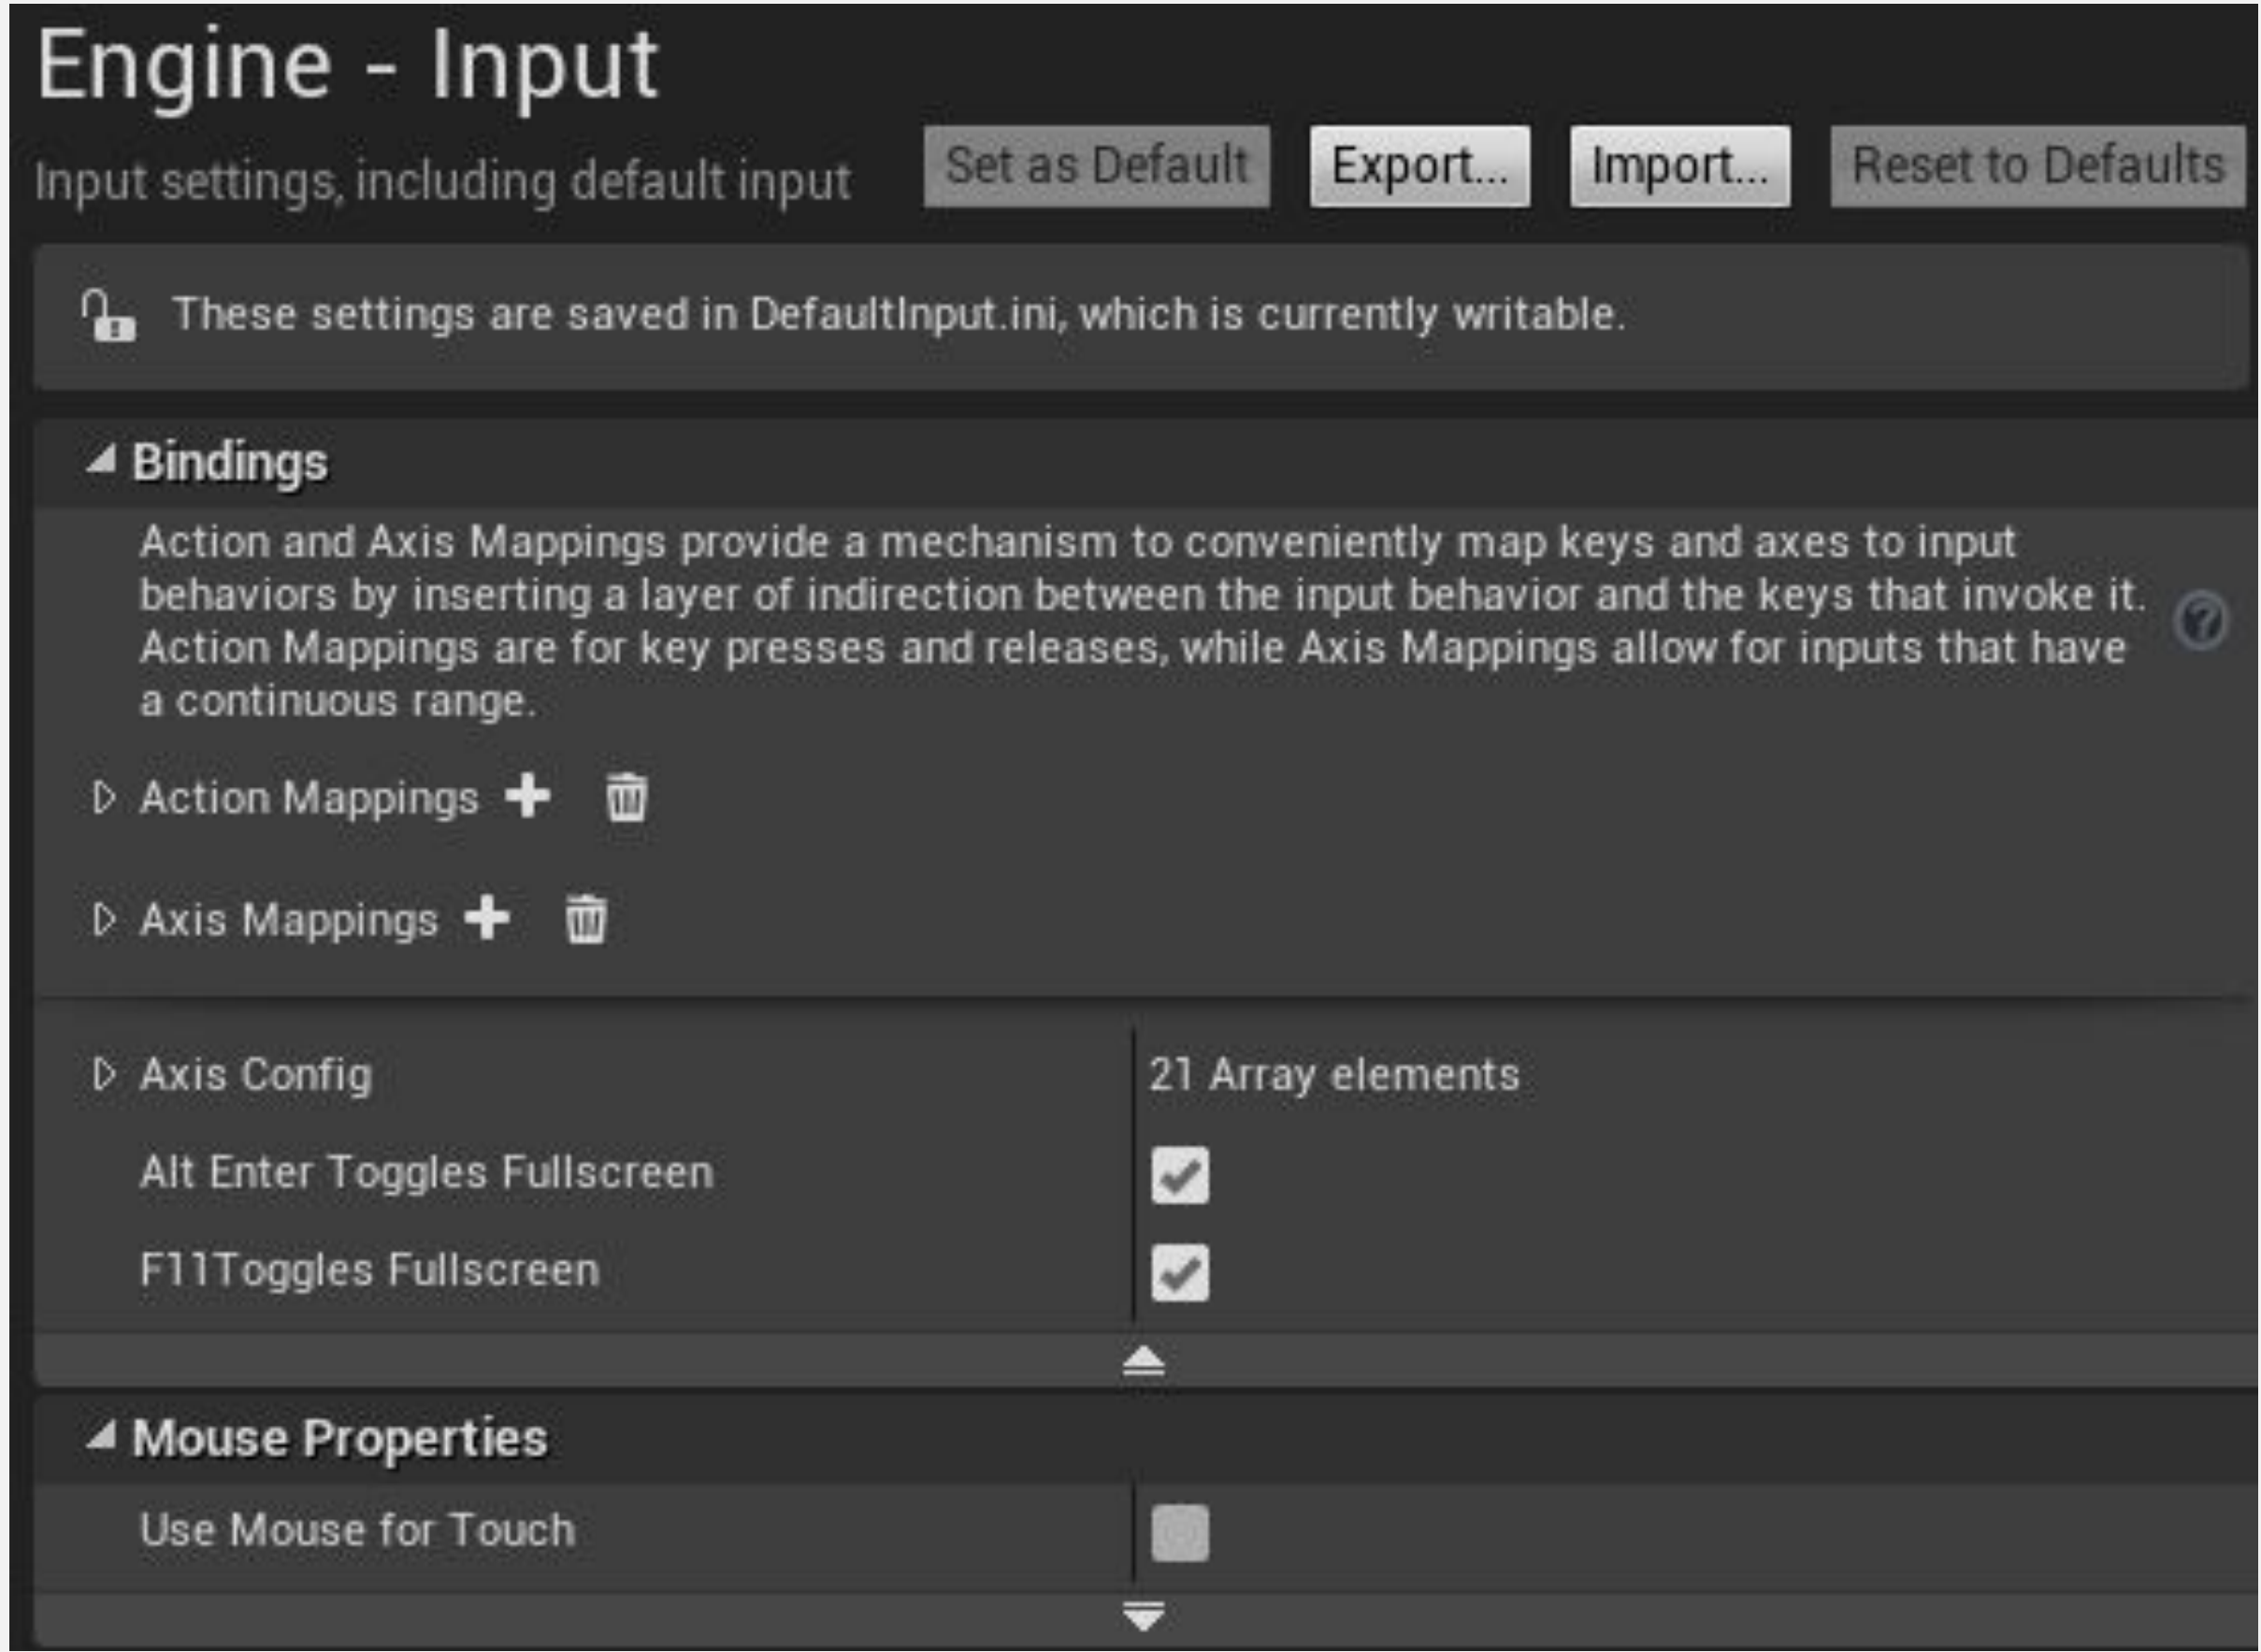 Engine - Input
Input settings, including default input
Set as Default
Export...
Import...
Reset to Defaults
These settings are saved in DefaultInput.ini, which is currently writable.
Bindings
Action and Axis Mappings provide a mechanism to conveniently map keys and axes to input
behaviors by inserting a layer of indirection between the input behavior and the keys that invoke it.
Action Mappings are for key presses and releases, while Axis Mappings allow for inputs that have
a continuous range.
Action Mappings
Axis Mappings
Axis Config
21 Array elements
Alt Enter Toggles Fullscreen
F11Toggles Fullscreen
Mouse Properties
Use Mouse for Touch